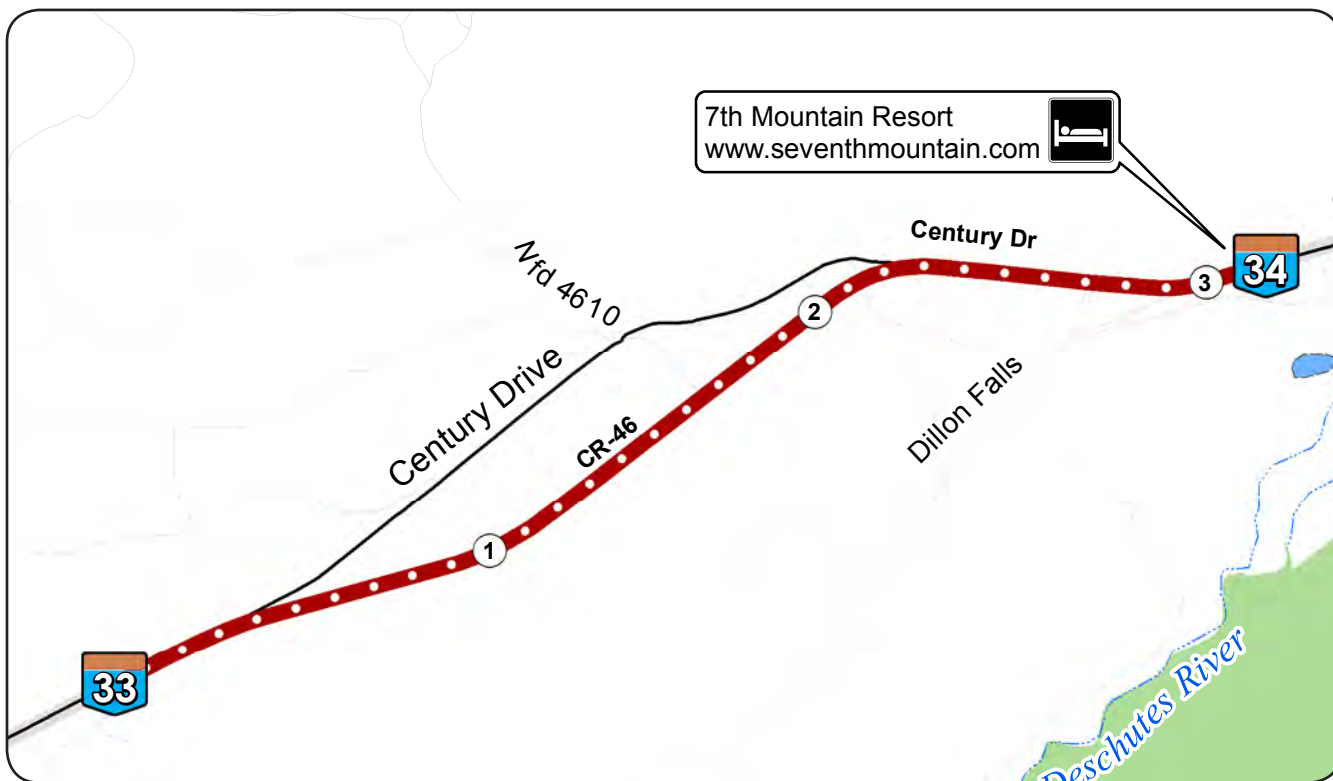 7th Mountain Resort
www.seventhmountain.com
Century Dr
34
3
Nfd 4610
2
Century Drive
Dillon Falls
CR-46
1
33
Deschutes River